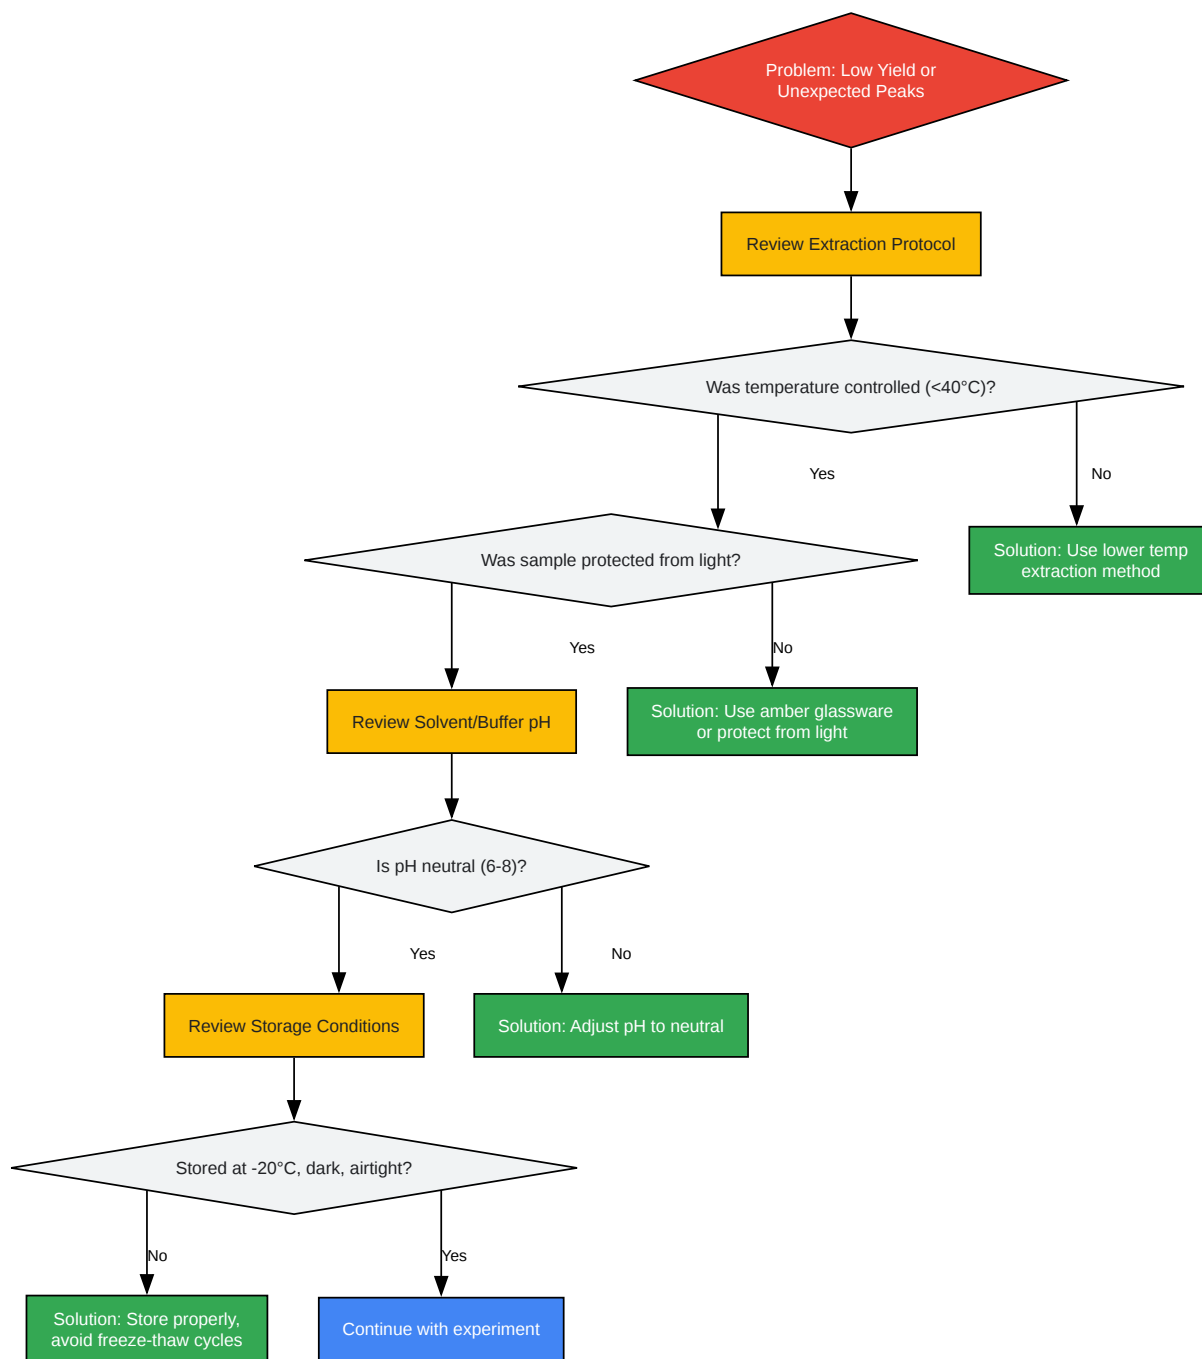 Problem: Low Yield or
Unexpected Peaks
Review Extraction Protocol
Was temperature controlled (<40°C)?
Yes
No
Was sample protected from light?
Solution: Use lower temp
extraction method
Yes
No
Review Solvent/Buffer pH
Solution: Use amber glassware
or protect from light
Is pH neutral (6-8)?
Yes
No
Review Storage Conditions
Solution: Adjust pH to neutral
Stored at -20°C, dark, airtight?
No
Yes
Solution: Store properly,
avoid freeze-thaw cycles
Continue with experiment